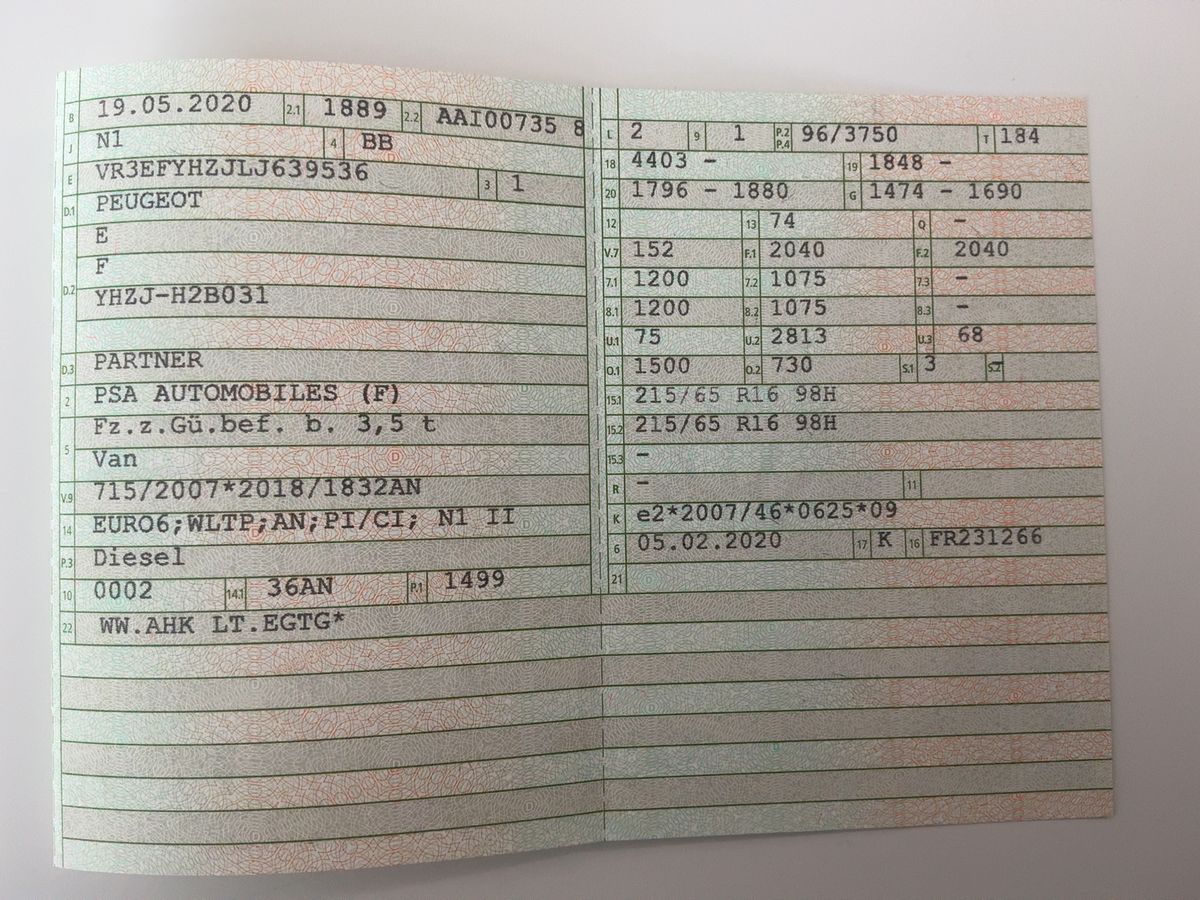 B 19.05.2020 2.1 1889 2.2 AAI00735 8
J N1 4 BB
E VR3EFYHZJLJ639536 3 1
D.1 PEUGEOT
E
F
D.2 YHZJ-H2B031
D.3 PARTNER
2 PSA AUTOMOBILES (F)
Fz.z.Gü.bef. b. 3,5 t
5 Van
V.9 715/2007*2018/1832AN
14 EURO6;WLTP;AN;PI/CI; N1 II
P.3 Diesel
10 0002 14.1 36AN P.1 1499
22 WW.AHK LT.EGTG*
L 2 9 1 P.2 P.4 96/3750 T 184
18 4403 - 19 1848 -
20 1796 - 1880 G 1474 - 1690
12 13 74 Q -
V.7 152 F.1 2040 F.2 2040
7.1 1200 7.2 1075 7.3 -
8.1 1200 8.2 1075 8.3 -
U.1 75 U.2 2813 U.3 68
O.1 1500 O.2 730 S.1 3 S.2 -
15.1 215/65 R16 98H
15.2 215/65 R16 98H
15.3 -
R - 11
K e2*2007/46*0625*09
6 05.02.2020 17 K 16 FR231266
21